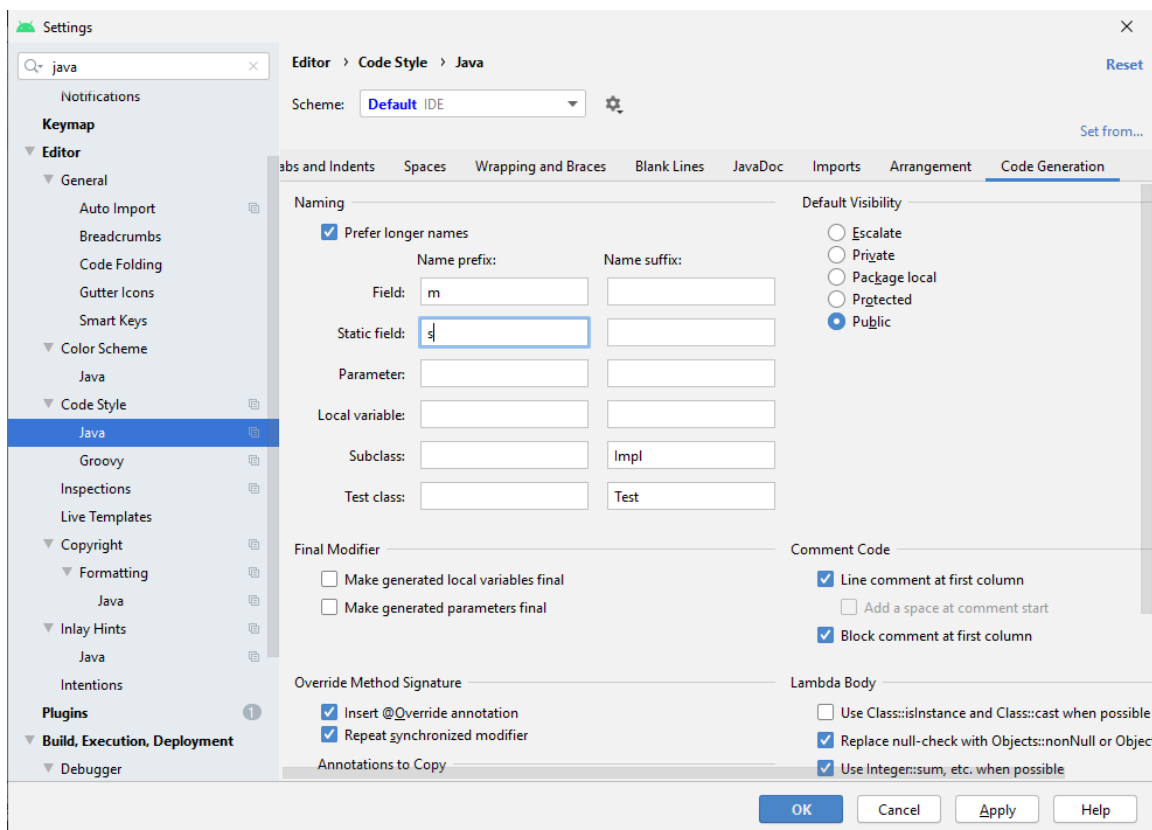 Settings
java
Notifications
Keymap
Editor
General
Auto Import
Breadcrumbs
Code Folding
Gutter Icons
Smart Keys
Color Scheme
Java
Code Style
Java
Groovy
Inspections
Live Templates
Copyright
Formatting
Java
Inlay Hints
Java
Intentions
Plugins 1
Build, Execution, Deployment
Debugger
Editor › Code Style › Java
Reset
Scheme: Default IDE
Set from...
abs and Indents Spaces Wrapping and Braces Blank Lines JavaDoc Imports Arrangement Code Generation
Naming
Prefer longer names
Name prefix: Name suffix:
Field: m
Static field: s
Parameter:
Local variable:
Subclass: Impl
Test class: Test
Default Visibility
Escalate
Private
Package local
Protected
Public
Final Modifier
Make generated local variables final
Make generated parameters final
Comment Code
Line comment at first column
Add a space at comment start
Block comment at first column
Override Method Signature
Insert @Override annotation
Repeat synchronized modifier
Annotations to Copy
Lambda Body
Use Class::isInstance and Class::cast when possible
Replace null-check with Objects::nonNull or Objec
Use Integer::sum, etc. when possible
OK Cancel Apply Help